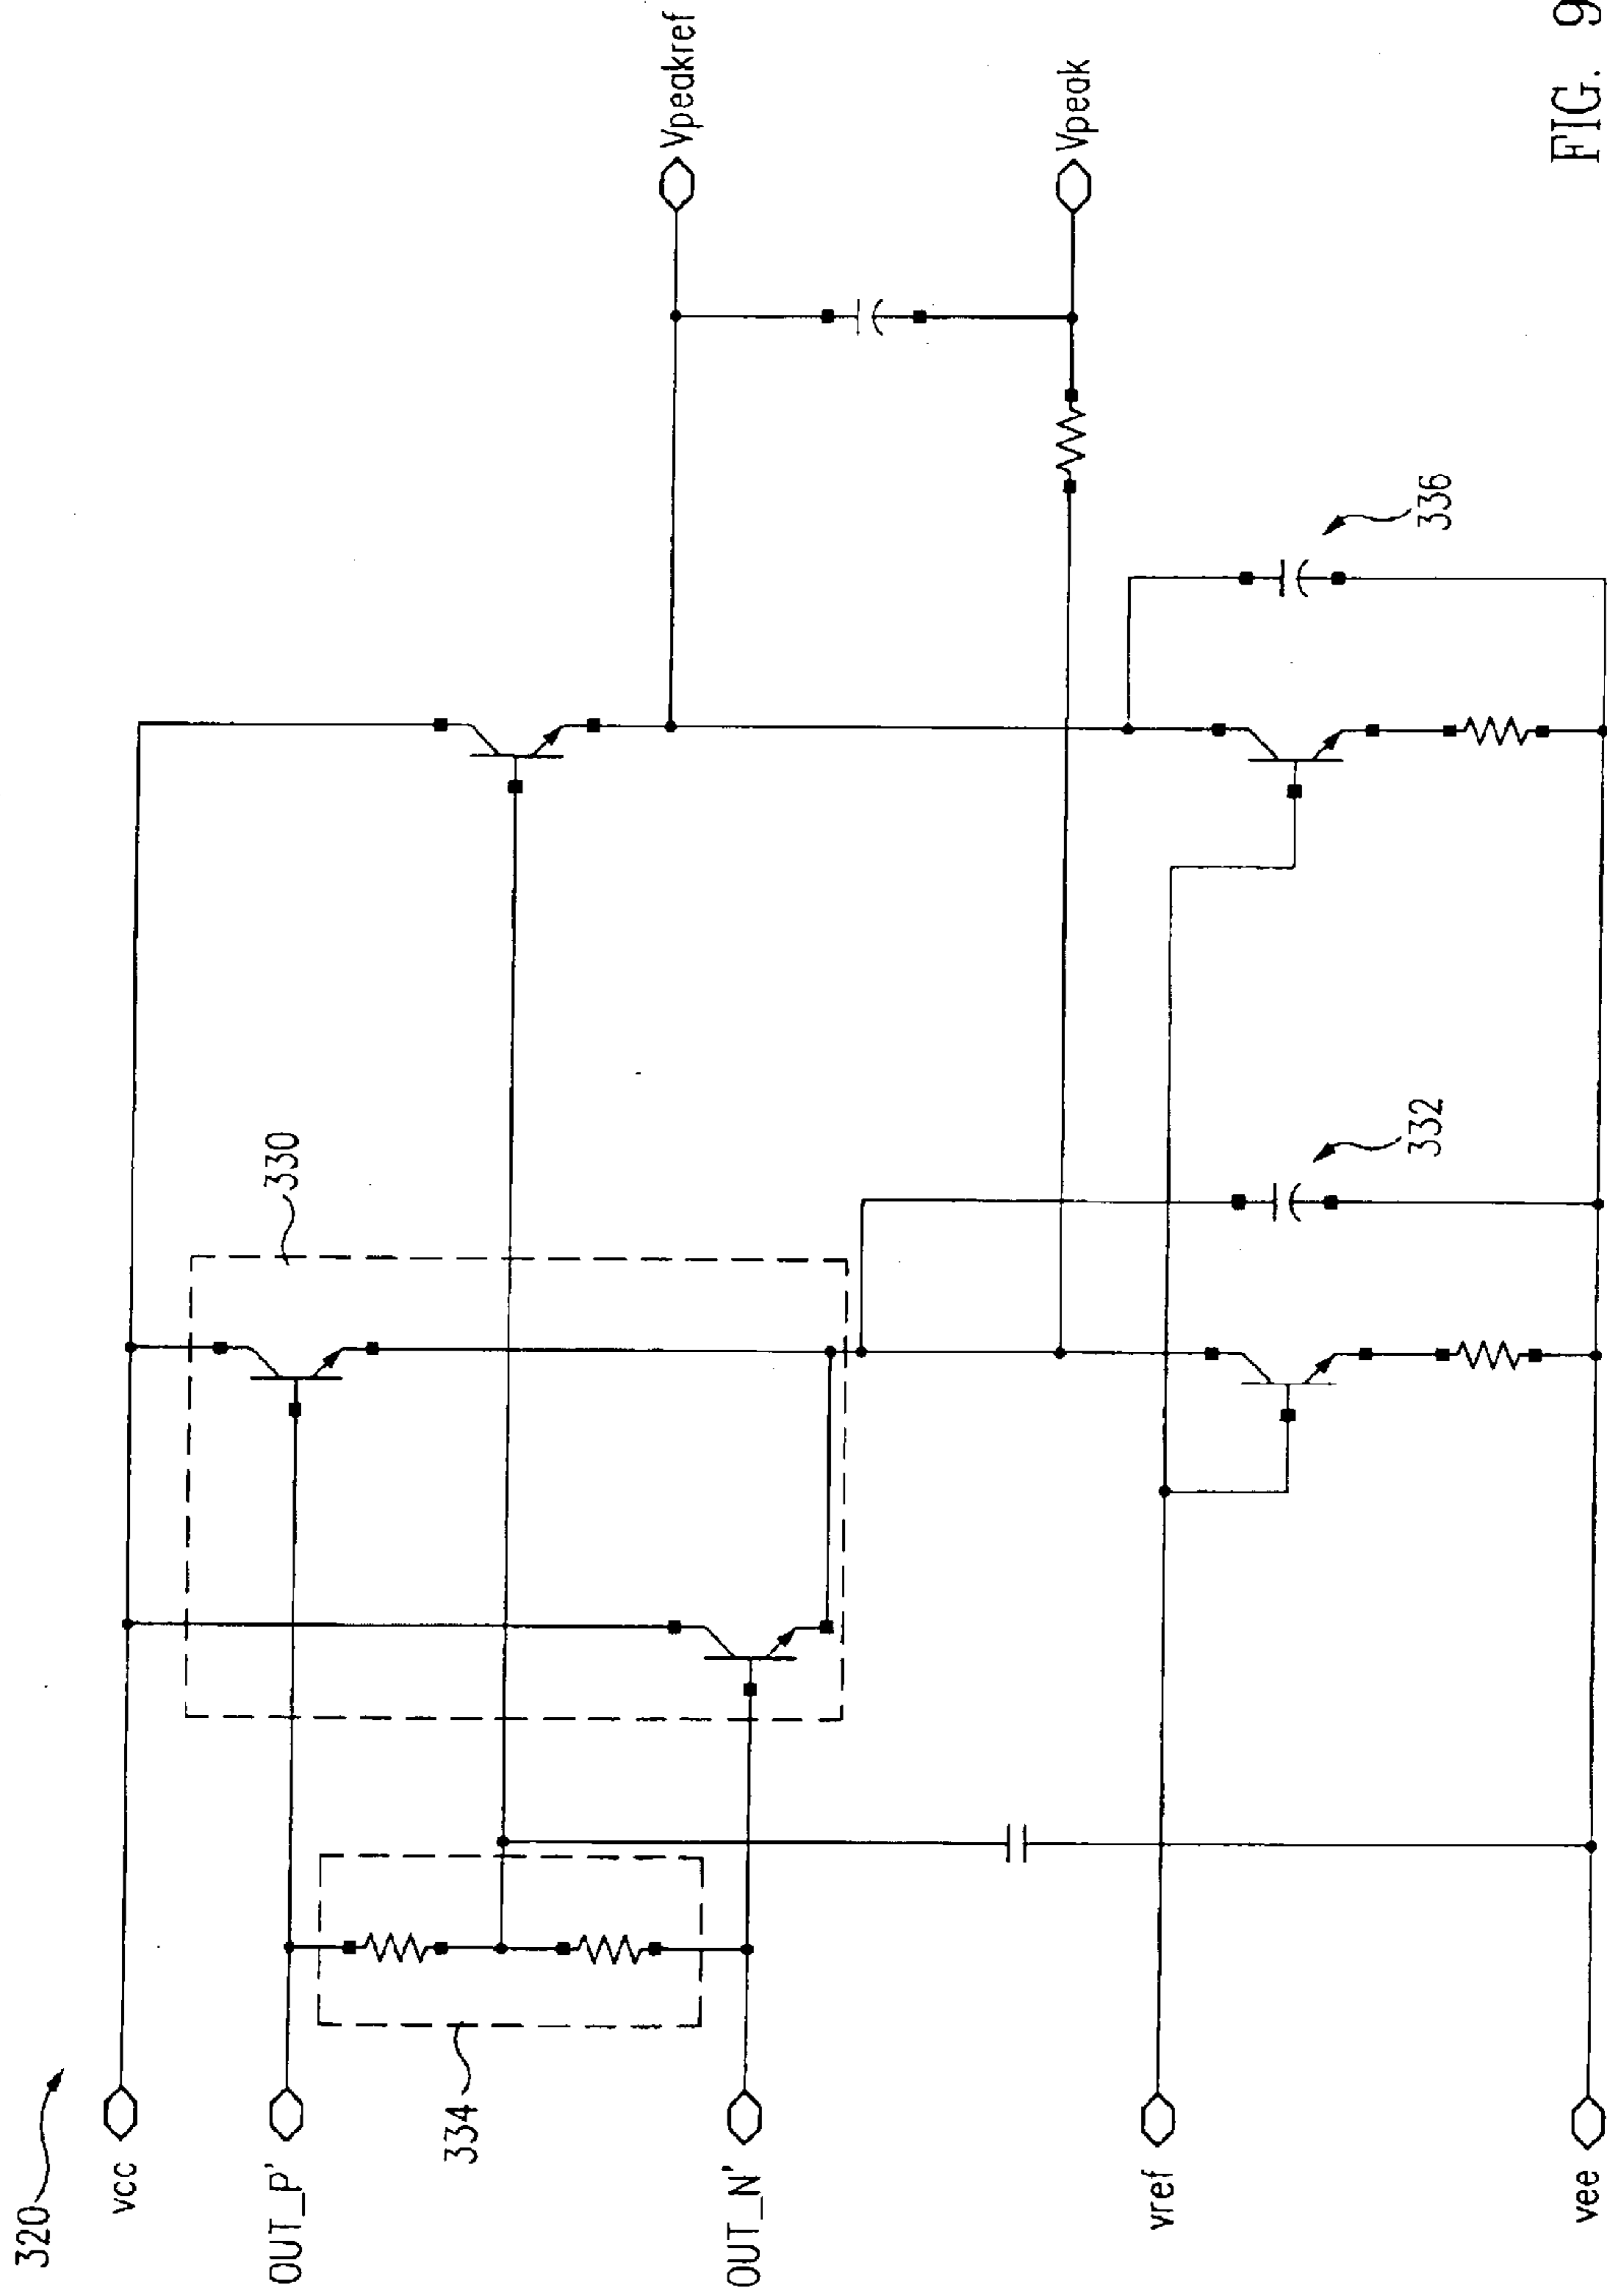 320
vcc
OUT_P'
334
OUT_N'
vref
vee
330
332
336
Vpeakref
Vpeak
FIG. 9